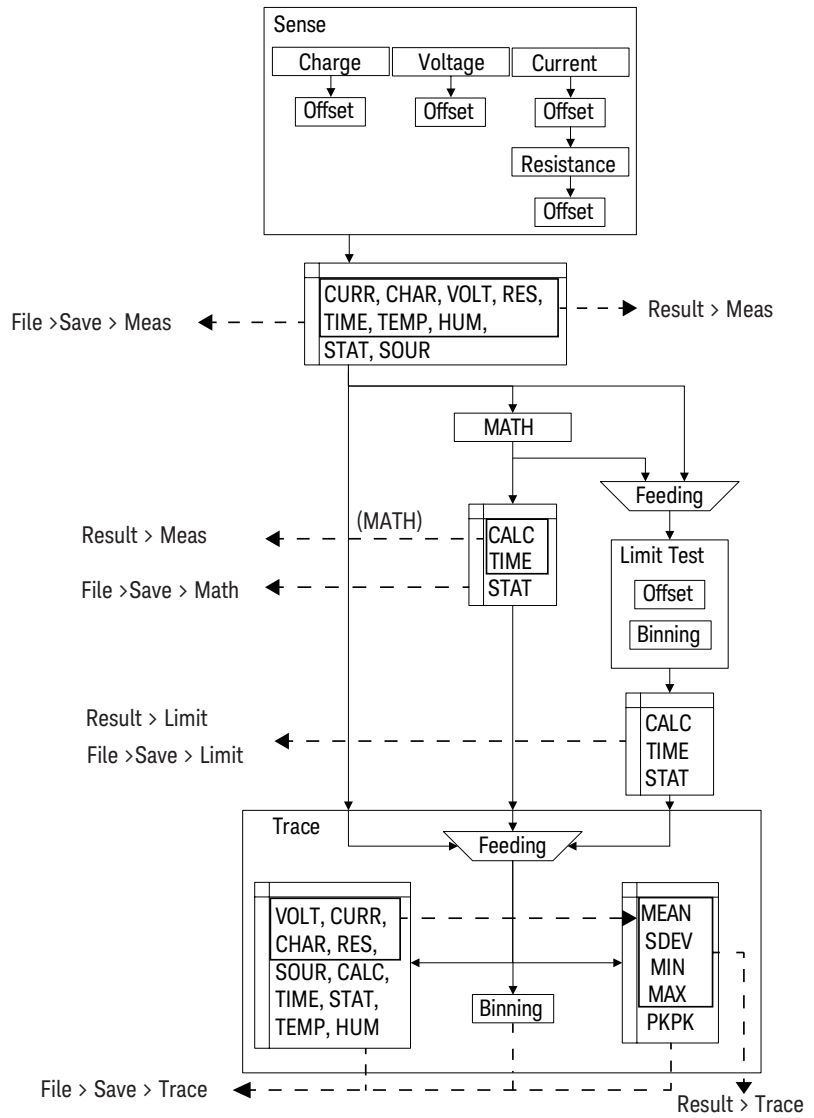 Sense
Charge
Voltage
Current
Offset
Offset
Offset
Resistance
Offset
CURR, CHAR, VOLT, RES,
TIME, TEMP, HUM,
STAT, SOUR
File >Save > Meas
Result > Meas
MATH
Feeding
(MATH)
Result > Meas
File >Save > Math
CALC
TIME
STAT
Limit Test
Offset
Binning
Result > Limit
File >Save > Limit
CALC
TIME
STAT
Trace
Feeding
VOLT, CURR,
CHAR, RES,
SOUR, CALC,
TIME, STAT,
TEMP, HUM
Binning
MEAN
SDEV
MIN
MAX
PKPK
File > Save > Trace
Result > Trace